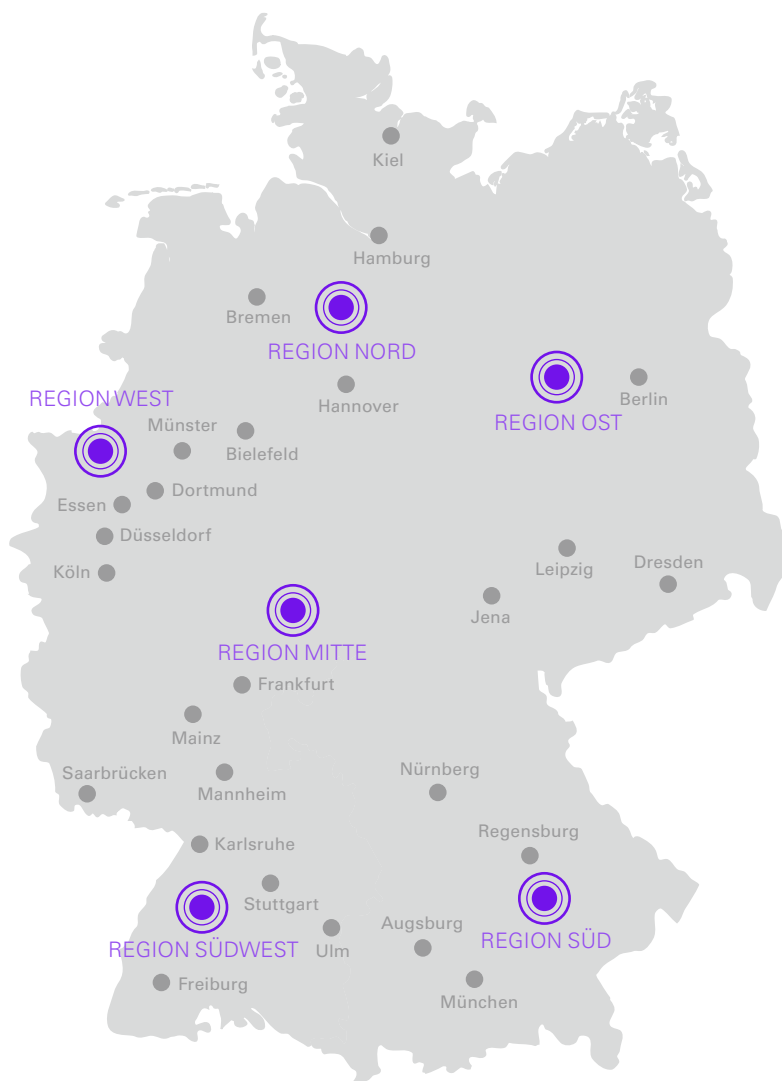 Kiel
Hamburg
Bremen
REGION NORD
Hannover
Berlin
REGION WEST
REGION OST
Münster
Bielefeld
Dortmund
Essen
Düsseldorf
Köln
Leipzig
Dresden
Jena
REGION MITTE
Frankfurt
Mainz
Saarbrücken
Mannheim
Nürnberg
Regensburg
Karlsruhe
Stuttgart
Augsburg
REGION SÜD
REGION SÜDWEST
Ulm
Freiburg
München